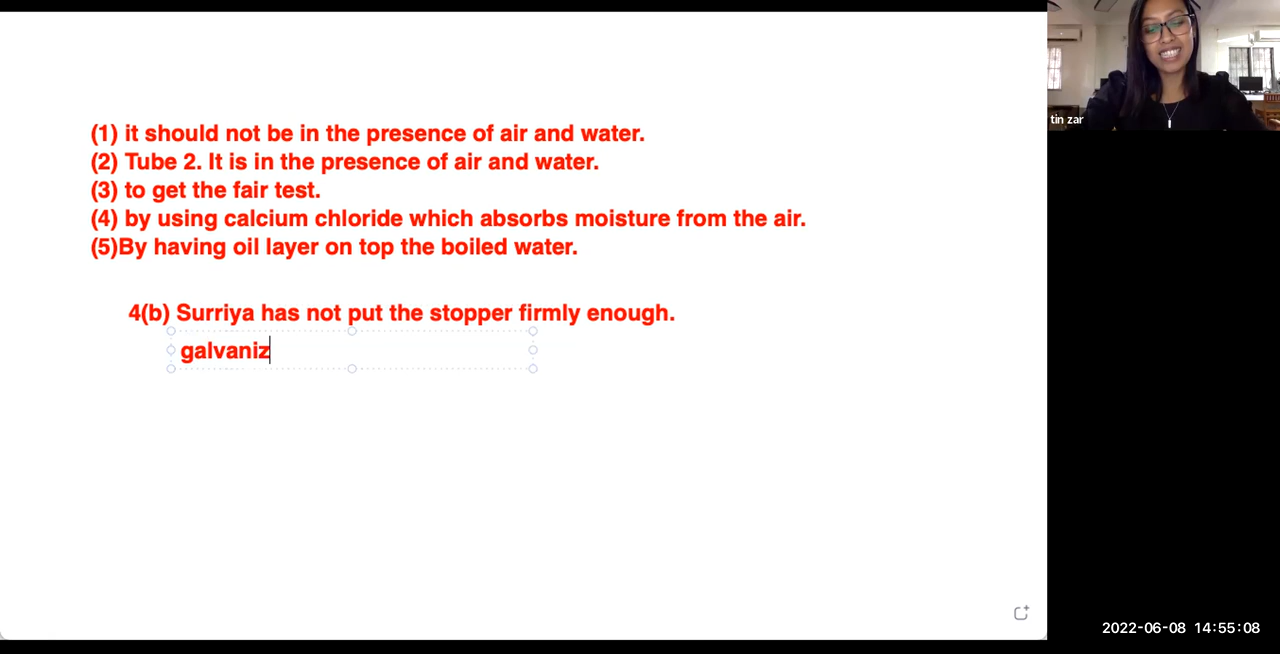 (1) it should not be in the presence of air and water.
(2) Tube 2. It is in the presence of air and water.
(3) to get the fair test.
(4) by using calcium chloride which absorbs moisture from the air.
(5)By having oil layer on top the boiled water.
4(b) Surriya has not put the stopper firmly enough.
galvaniz
tin zar
2022-06-08 14:55:08